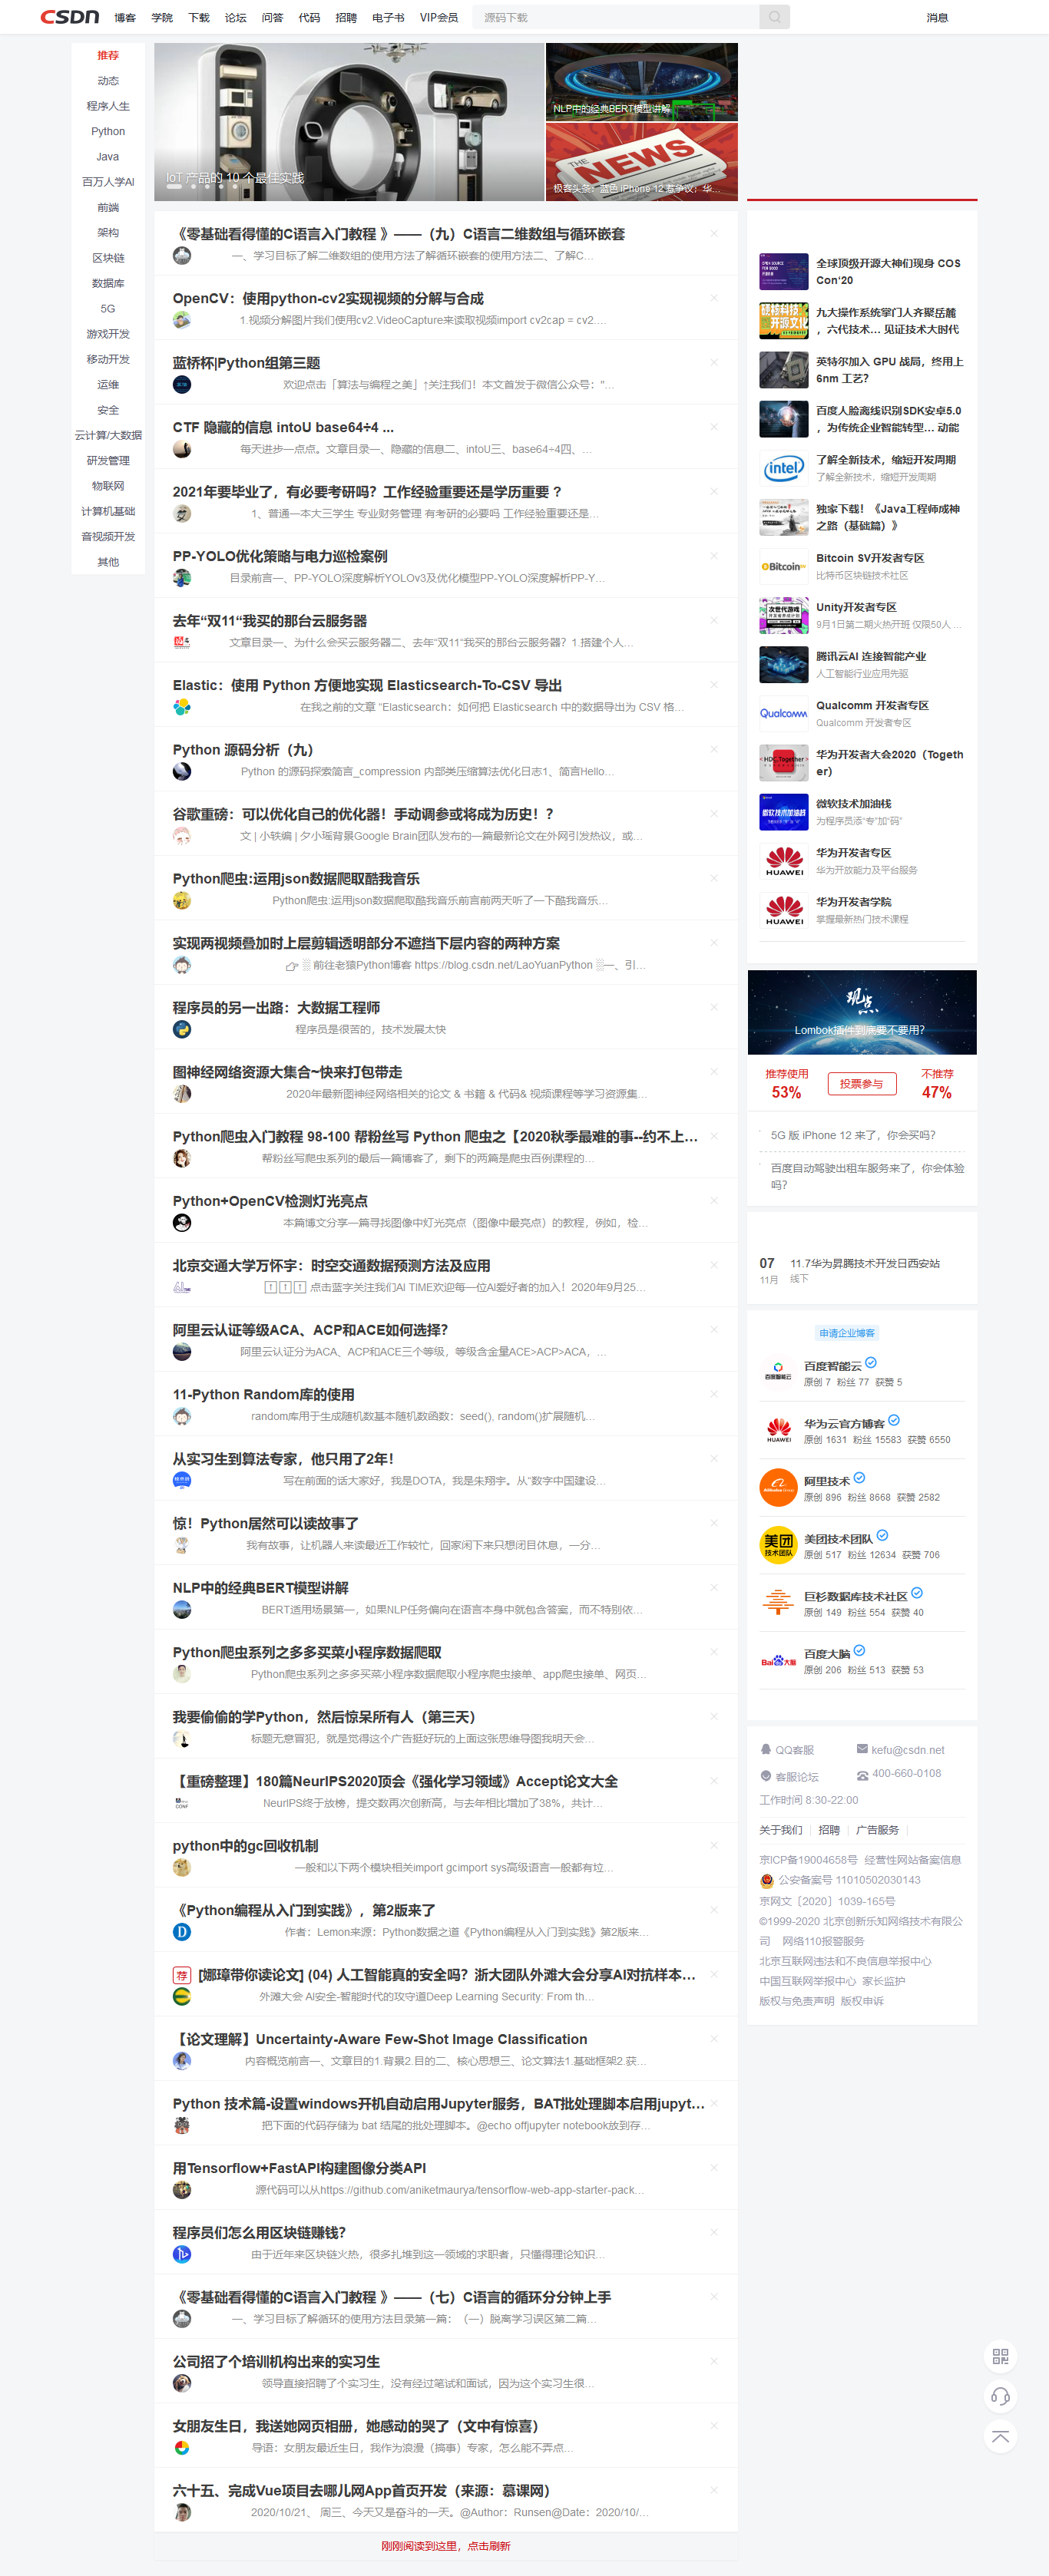 CSDN 博客 学院 下载 论坛 问答 代码 招聘 电子书 VIP会员 源码下载 消息
推荐
动态
程序人生
Python
Java
百万人学AI
前端
架构
区块链
数据库
5G
游戏开发
移动开发
运维
安全
云计算/大数据
研发管理
物联网
计算机基础
音视频开发
其他
IoT 产品的 10 个最佳实践
NLP中的经典BERT模型讲解
THE NEWS
极客头条：蓝色 iPhone 12 惹争议；华…
《零基础看得懂的C语言入门教程 》——（九）C语言二维数组与循环嵌套
一、学习目标了解二维数组的使用方法了解循环嵌套的使用方法二、了解C…
OpenCV：使用python-cv2实现视频的分解与合成
1.视频分解图片我们使用cv2.VideoCapture来读取视频import cv2cap = cv2.…
蓝桥杯|Python组第三题
欢迎点击「算法与编程之美」↑关注我们！本文首发于微信公众号："…
CTF 隐藏的信息 intoU base64÷4 ...
每天进步一点点。文章目录一、隐藏的信息二、intoU三、base64÷4四、…
2021年要毕业了，有必要考研吗？工作经验重要还是学历重要 ?
1、普通一本大三学生 专业财务管理 有考研的必要吗 工作经验重要还是…
PP-YOLO优化策略与电力巡检案例
目录前言一、PP-YOLO深度解析YOLOv3及优化模型PP-YOLO深度解析PP-Y…
去年“双11“我买的那台云服务器
文章目录一、为什么会买云服务器二、去年“双11”我买的那台云服务器？1.搭建个人…
Elastic：使用 Python 方便地实现 Elasticsearch-To-CSV 导出
在我之前的文章 “Elasticsearch：如何把 Elasticsearch 中的数据导出为 CSV 格…
Python 源码分析（九）
Python 的源码探索简言_compression 内部类压缩算法优化日志1、简言Hello…
谷歌重磅：可以优化自己的优化器！手动调参或将成为历史！？
文 | 小轶编 | 夕小瑶背景Google Brain团队发布的一篇最新论文在外网引发热议，或…
Python爬虫:运用json数据爬取酷我音乐
Python爬虫:运用json数据爬取酷我音乐前言前两天听了一下酷我音乐…
实现两视频叠加时上层剪辑透明部分不遮挡下层内容的两种方案
☞ ░ 前往老猿Python博客 https://blog.csdn.net/LaoYuanPython ░一、引…
程序员的另一出路：大数据工程师
程序员是很苦的，技术发展太快
图神经网络资源大集合~快来打包带走
2020年最新图神经网络相关的论文 & 书籍 & 代码& 视频课程等学习资源集…
Python爬虫入门教程 98-100 帮粉丝写 Python 爬虫之【2020秋季最难的事--约不上…
帮粉丝写爬虫系列的最后一篇博客了，剩下的两篇是爬虫百例课程的…
Python+OpenCV检测灯光亮点
本篇博文分享一篇寻找图像中灯光亮点（图像中最亮点）的教程，例如，检…
北京交通大学万怀宇：时空交通数据预测方法及应用
点击蓝字关注我们AI TIME欢迎每一位AI爱好者的加入！2020年9月25…
阿里云认证等级ACA、ACP和ACE如何选择？
阿里云认证分为ACA、ACP和ACE三个等级，等级含金量ACE>ACP>ACA，…
11-Python Random库的使用
random库用于生成随机数基本随机数函数：seed(), random()扩展随机…
从实习生到算法专家，他只用了2年！
写在前面的话大家好，我是DOTA，我是朱翔宇。从“数字中国建设…
惊！Python居然可以读故事了
我有故事，让机器人来读最近工作较忙，回家闲下来只想闭目休息，一分…
NLP中的经典BERT模型讲解
BERT适用场景第一，如果NLP任务偏向在语言本身中就包含答案，而不特别依…
Python爬虫系列之多多买菜小程序数据爬取
Python爬虫系列之多多买菜小程序数据爬取小程序爬虫接单、app爬虫接单、网页…
我要偷偷的学Python，然后惊呆所有人（第三天）
标题无意冒犯，就是觉得这个广告挺好玩的上面这张思维导图我明天会…
【重磅整理】180篇NeurIPS2020顶会《强化学习领域》Accept论文大全
NeurIPS终于放榜，提交数再次创新高，与去年相比增加了38%，共计…
python中的gc回收机制
一般和以下两个模块相关import gcimport sys高级语言一般都有垃…
《Python编程从入门到实践》，第2版来了
作者：Lemon来源：Python数据之道《Python编程从入门到实践》第2版来…
荐 [娜璋带你读论文] (04) 人工智能真的安全吗？浙大团队外滩大会分享AI对抗样本…
外滩大会 AI安全-智能时代的攻守道Deep Learning Security: From th…
【论文理解】Uncertainty-Aware Few-Shot Image Classification
内容概览前言一、文章目的1.背景2.目的二、核心思想三、论文算法1.基础框架2.获…
Python 技术篇-设置windows开机自动启用Jupyter服务，BAT批处理脚本启用jupyt…
把下面的代码存储为 bat 结尾的批处理脚本。@echo offjupyter notebook放到存…
用Tensorflow+FastAPI构建图像分类API
源代码可以从https://github.com/aniketmaurya/tensorflow-web-app-starter-pack…
程序员们怎么用区块链赚钱？
由于近年来区块链火热，很多扎堆到这一领域的求职者，只懂得理论知识…
《零基础看得懂的C语言入门教程 》——（七）C语言的循环分分钟上手
一、学习目标了解循环的使用方法目录第一篇：（一）脱离学习误区第二篇…
公司招了个培训机构出来的实习生
领导直接招聘了个实习生，没有经过笔试和面试，因为这个实习生很…
女朋友生日，我送她网页相册，她感动的哭了（文中有惊喜）
导语：女朋友最近生日，我作为浪漫（搞事）专家，怎么能不弄点…
六十五、完成Vue项目去哪儿网App首页开发（来源：慕课网）
2020/10/21、 周三、今天又是奋斗的一天。@Author：Runsen@Date：2020/10/…
刚刚阅读到这里，点击刷新
全球顶级开源大神们现身 COS
Con'20
九大操作系统掌门人齐聚岳麓
，六代技术… 见证技术大时代
英特尔加入 GPU 战局，终用上
6nm 工艺？
百度人脸离线识别SDK安卓5.0
，为传统企业智能转型… 动能
intel
了解全新技术，缩短开发周期
了解全新技术，缩短开发周期
独家下载！《Java工程师成神
之路（基础篇）》
Bitcoin SV开发者专区
比特币区块链技术社区
Unity开发者专区
9月1日第二期火热开班 仅限50人 …
腾讯云AI 连接智能产业
人工智能行业应用先驱
Qualcomm
Qualcomm 开发者专区
Qualcomm 开发者专区
HDC.Together
华为开发者大会2020（Togeth
er）
微软技术加油栈
微软技术加油栈
为程序员添“专”加“码”
HUAWEI
华为开发者专区
华为开放能力及平台服务
HUAWEI
华为开发者学院
掌握最新热门技术课程
观点
Lombok插件到底要不要用?
推荐使用 投票参与 不推荐
53% 47%
5G 版 iPhone 12 来了，你会买吗?
百度自动驾驶出租车服务来了，你会体验
吗?
07 11.7华为昇腾技术开发日西安站
11月 线下
申请企业博客
百度智能云
原创 7 粉丝 77 获赞 5
HUAWEI
华为云官方博客
原创 1631 粉丝 15583 获赞 6550
阿里技术
原创 896 粉丝 8668 获赞 2582
美团技术团队
美团技术团队
原创 517 粉丝 12634 获赞 706
巨杉数据库技术社区
原创 149 粉丝 554 获赞 40
Bai大脑
百度大脑
原创 206 粉丝 513 获赞 53
QQ客服 kefu@csdn.net
客服论坛 400-660-0108
工作时间 8:30-22:00
关于我们 招聘 广告服务
京ICP备19004658号 经营性网站备案信息
公安备案号 11010502030143
京网文〔2020〕1039-165号
©1999-2020 北京创新乐知网络技术有限公
司 网络110报警服务
北京互联网违法和不良信息举报中心
中国互联网举报中心 家长监护
版权与免责声明 版权申诉